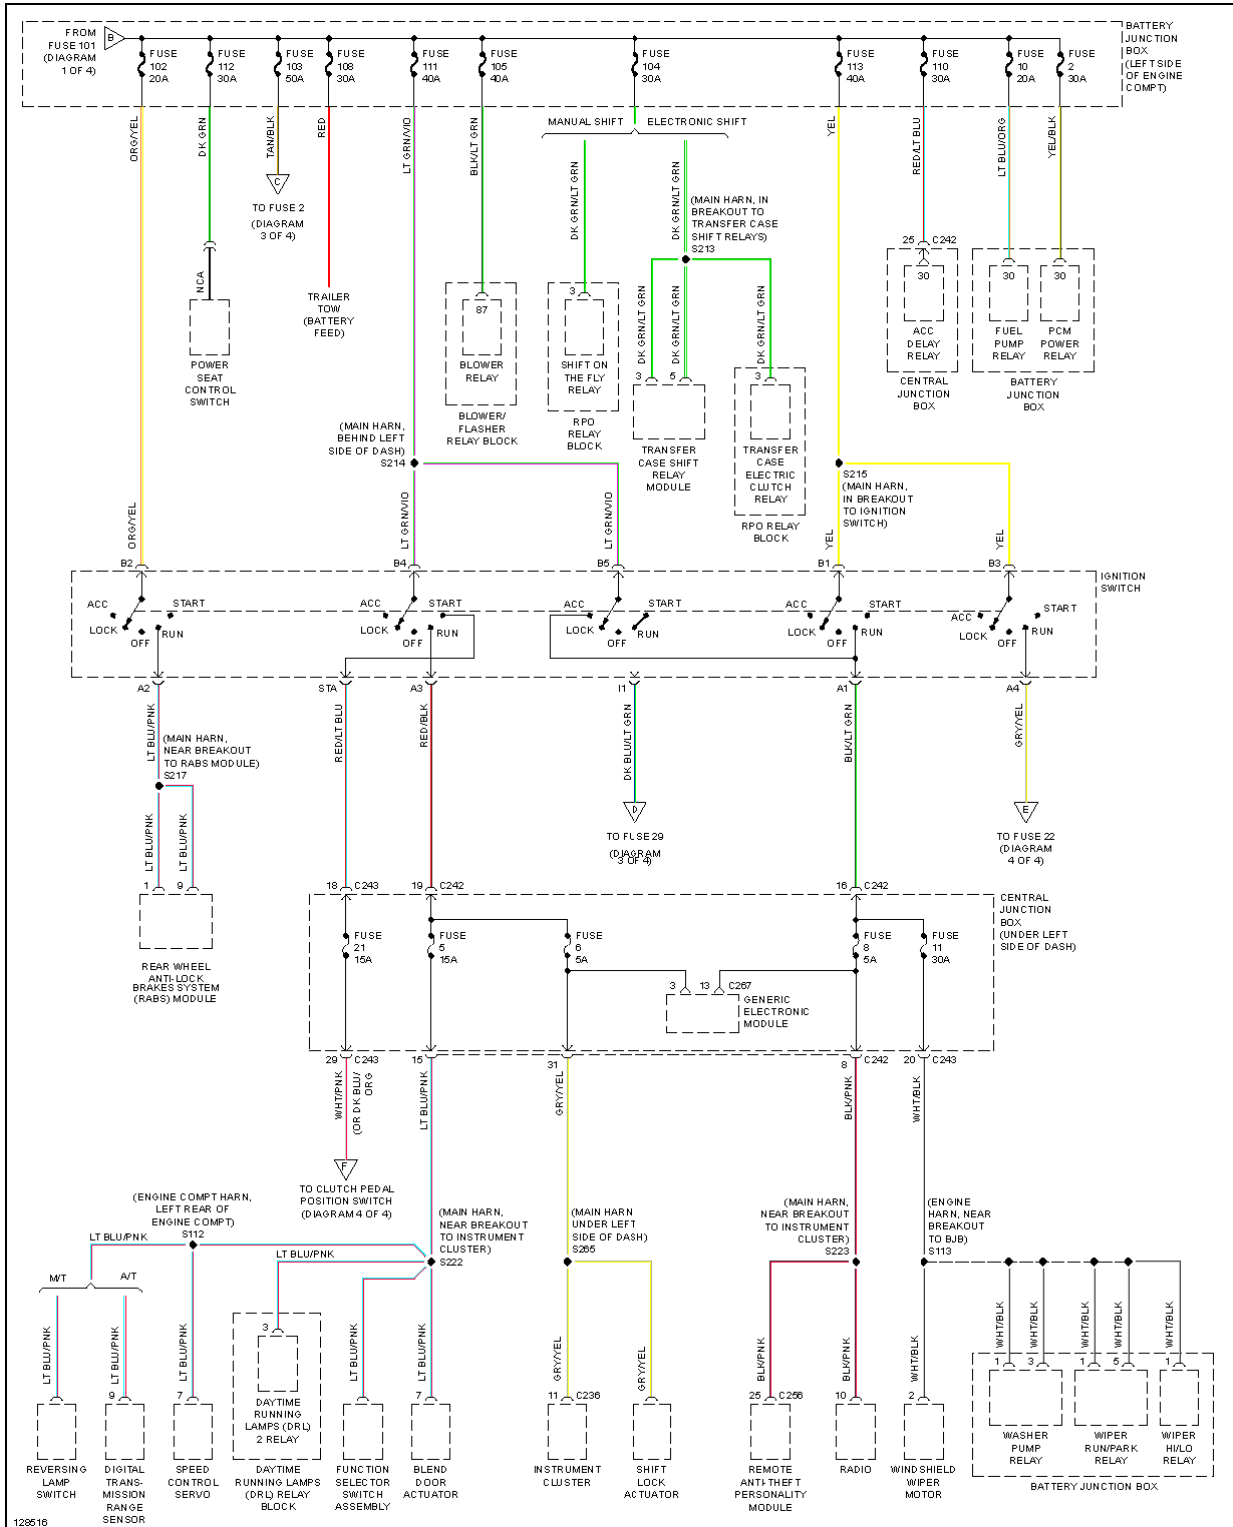 FROM
FUSE 101
(DIAGRAM
1 OF 4)
B
FUSE
102
20A
FUSE
112
30A
FUSE
103
50A
FUSE
108
30A
FUSE
111
40A
FUSE
105
40A
FUSE
104
30A
FUSE
113
40A
FUSE
110
30A
FUSE
10
20A
FUSE
2
30A
BATTERY
JUNCTION
BOX
(LEFT SIDE
OF ENGINE
COMPT)
ORG/YEL
DK GRN
TAN/BLK
RED
LT GRN/VIO
BLK/LT GRN
MANUAL SHIFT
ELECTRONIC SHIFT
YEL
RED/LT BLU
LT BLU/ORG
YEL/BLK
C
TO FUSE 2
(DIAGRAM
3 OF 4)
NCA
POWER
SEAT
CONTROL
SWITCH
TRAILER
TOW
(BATTERY
FEED)
87
BLOWER
RELAY
BLOWER/
FLASHER
RELAY BLOCK
DK GRN/LT GRN
3
SHIFT ON
THE FLY
RELAY
RPO
RELAY
BLOCK
DK GRN/LT GRN
(MAIN HARN, IN
BREAKOUT TO
TRANSFER CASE
SHIFT RELAYS)
S213
DK GRN/LT GRN
DK GRN/LT GRN
DK GRN/LT GRN
3
5
TRANSFER
CASE SHIFT
RELAY
MODULE
3
TRANSFER
CASE
ELECTRIC
CLUTCH
RELAY
RPO RELAY
BLOCK
25
C242
30
ACC
DELAY
RELAY
CENTRAL
JUNCTION
BOX
30
FUEL
PUMP
RELAY
30
PCM
POWER
RELAY
BATTERY
JUNCTION
BOX
(MAIN HARN,
BEHIND LEFT
SIDE OF DASH)
S214
S215
(MAIN HARN,
IN BREAKOUT
TO IGNITION
SWITCH)
ORG/YEL
LT GRN/VIO
LT GRN/VIO
YEL
YEL
B2
B4
B5
B1
B3
IGNITION
SWITCH
ACC
START
LOCK
OFF
RUN
ACC
START
LOCK
OFF
RUN
ACC
START
LOCK
OFF
RUN
ACC
START
LOCK
OFF
RUN
ACC
START
LOCK
OFF
RUN
A2
STA
A3
I1
A1
A4
LT BLU/PNK
RED/LT BLU
RED/BLK
DK BLU/LT GRN
BLK/LT GRN
GRY/YEL
(MAIN HARN,
NEAR BREAKOUT
TO RABS MODULE)
S217
LT BLU/PNK
LT BLU/PNK
1
9
REAR WHEEL
ANTI-LOCK
BRAKES SYSTEM
(RABS) MODULE
D
TO FUSE 29
(DIAGRAM
3 OF 4)
E
TO FUSE 22
(DIAGRAM
4 OF 4)
18
C243
19
C242
16
C242
FUSE
21
15A
FUSE
5
15A
FUSE
6
5A
FUSE
8
5A
FUSE
11
30A
CENTRAL
JUNCTION
BOX
(UNDER LEFT
SIDE OF DASH)
3
13
C267
GENERIC
ELECTRONIC
MODULE
29
C243
15
31
8
C242
20
C243
WHT/PNK
(OR DK BLU/
ORG
LT BLU/PNK
GRY/YEL
BLK/PNK
WHT/BLK
F
TO CLUTCH PEDAL
POSITION SWITCH
(DIAGRAM 4 OF 4)
(ENGINE COMPT HARN,
LEFT REAR OF
ENGINE COMPT)
S112
LT BLU/PNK
LT BLU/PNK
(MAIN HARN,
NEAR BREAKOUT
TO INSTRUMENT
CLUSTER)
S222
(MAIN HARN
UNDER LEFT
SIDE OF DASH)
S265
(MAIN HARN,
NEAR BREAKOUT
TO INSTRUMENT
CLUSTER)
S223
(ENGINE
HARN, NEAR
BREAKOUT
TO BJB)
S113
M/T
A/T
LT BLU/PNK
LT BLU/PNK
LT BLU/PNK
LT BLU/PNK
LT BLU/PNK
GRY/YEL
GRY/YEL
BLK/PNK
BLK/PNK
WHT/BLK
WHT/BLK
WHT/BLK
WHT/BLK
WHT/BLK
WHT/BLK
REVERSING
LAMP
SWITCH
9
DIGITAL
TRANS-
MISSION
RANGE
SENSOR
7
SPEED
CONTROL
SERVO
3
DAYTIME
RUNNING
LAMPS (DRL)
2 RELAY
DAYTIME
RUNNING LAMPS
(DRL) RELAY
BLOCK
FUNCTION
SELECTOR
SWITCH
ASSEMBLY
7
BLEND
DOOR
ACTUATOR
11
C236
INSTRUMENT
CLUSTER
SHIFT
LOCK
ACTUATOR
25
C256
REMOTE
ANTI-THEFT
PERSONALITY
MODULE
10
RADIO
2
WINDSHIELD
WIPER
MOTOR
1
3
WASHER
PUMP
RELAY
1
5
WIPER
RUN/PARK
RELAY
1
WIPER
HI/LO
RELAY
BATTERY JUNCTION BOX
128516